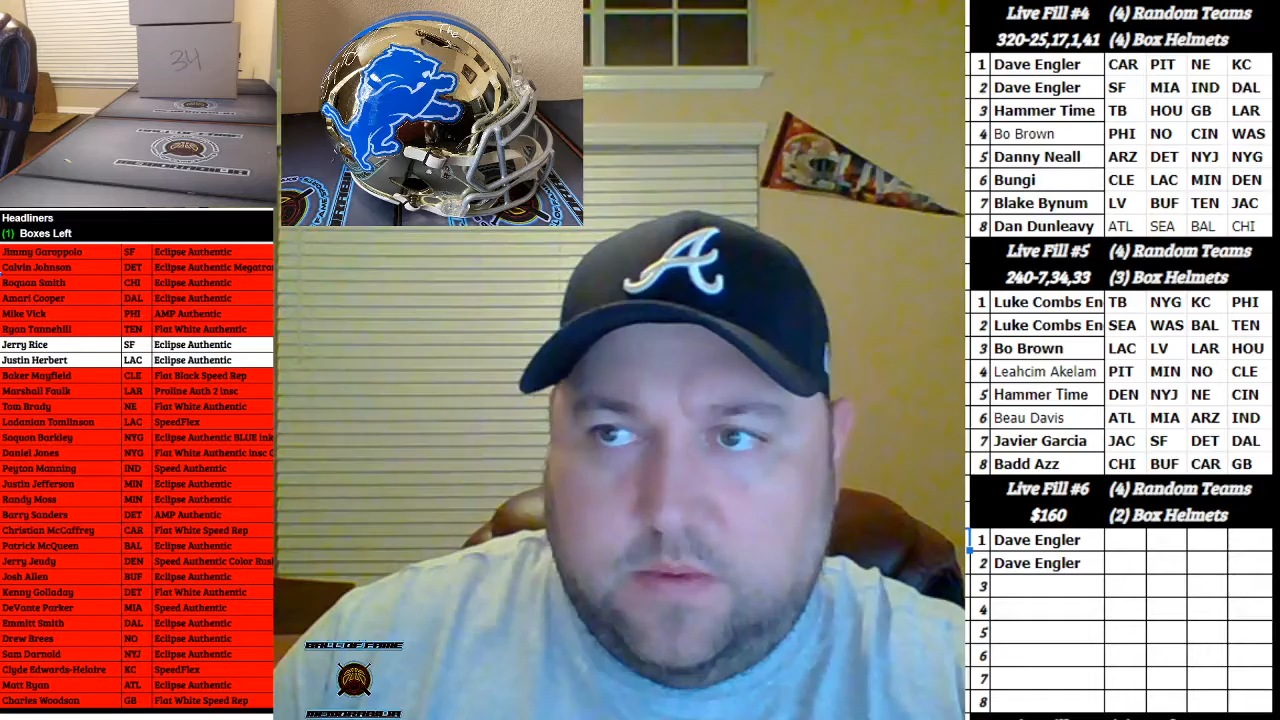 34
The
A
BALL OF FAME
MEMORABILIA
Headliners
(1) Boxes Left
Jimmy Garoppolo SF Eclipse Authentic
Calvin Johnson DET Eclipse Authentic Megatro
Roquan Smith CHI Eclipse Authentic
Amari Cooper DAL Eclipse Authentic
Mike Vick PHI AMP Authentic
Ryan Tannehill TEN Flat White Authentic
Jerry Rice SF Eclipse Authentic
Justin Herbert LAC Eclipse Authentic
Baker Mayfield CLE Flat Black Speed Rep
Marshall Faulk LAR Proline Auth 2 insc
Tom Brady NE Flat White Authentic
Ladanian Tomlinson LAC SpeedFlex
Saquon Barkley NYG Eclipse Authentic BLUE ink
Daniel Jones NYG Flat White Authentic insc
Peyton Manning IND Speed Authentic
Justin Jefferson MIN Eclipse Authentic
Randy Moss MIN Eclipse Authentic
Barry Sanders DET AMP Authentic
Christian McCaffrey CAR Flat White Speed Rep
Patrick McQueen BAL Eclipse Authentic
Jerry Jeudy DEN Speed Authentic Color Rus
Josh Allen BUF Eclipse Authentic
Kenny Golladay DET Flat White Authentic
DeVante Parker MIA Speed Authentic
Emmitt Smith DAL Eclipse Authentic
Drew Brees NO Eclipse Authentic
Sam Darnold NYJ Eclipse Authentic
Clyde Edwards-Helaire KC SpeedFlex
Matt Ryan ATL Eclipse Authentic
Charles Woodson GB Flat White Speed Rep
Live Fill #4 (4) Random Teams
320-25,17,1,41 (4) Box Helmets
1 Dave Engler CAR PIT NE KC
2 Dave Engler SF MIA IND DAL
3 Hammer Time TB HOU GB LAR
4 Bo Brown PHI NO CIN WAS
5 Danny Neall ARZ DET NYJ NYG
6 Bungi CLE LAC MIN DEN
7 Blake Bynum LV BUF TEN JAC
8 Dan Dunleavy ATL SEA BAL CHI
Live Fill #5 (4) Random Teams
240-7,34,33 (3) Box Helmets
1 Luke Combs En TB NYG KC PHI
2 Luke Combs En SEA WAS BAL TEN
3 Bo Brown LAC LV LAR HOU
4 Leahcim Akelam PIT MIN NO CLE
5 Hammer Time DEN NYJ NE CIN
6 Beau Davis ATL MIA ARZ IND
7 Javier Garcia JAC SF DET DAL
8 Badd Azz CHI BUF CAR GB
Live Fill #6 (4) Random Teams
$160 (2) Box Helmets
1 Dave Engler
2 Dave Engler
3
4
5
6
7
8